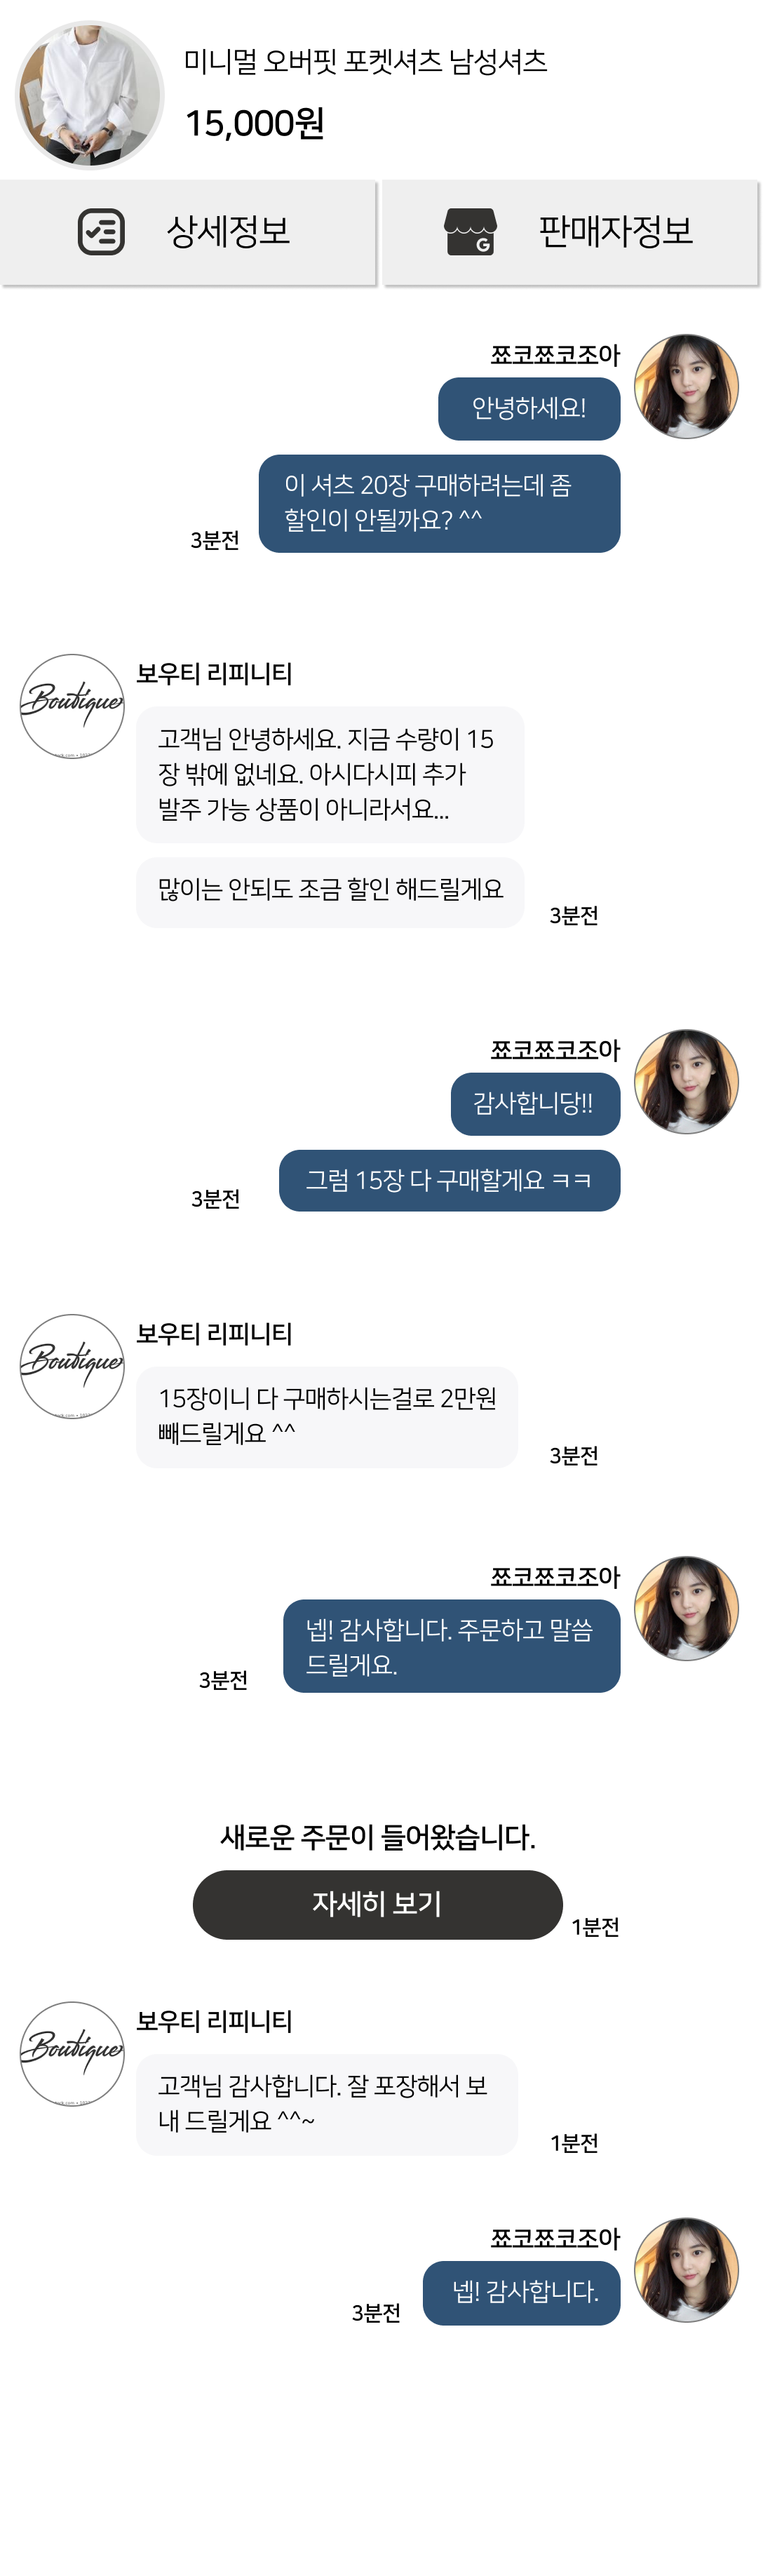 미니멀 오버핏 포켓셔츠 남성셔츠
15,000원
상세정보
판매자정보
쬬코쬬코조아
안녕하세요!
이 셔츠 20장 구매하려는데 좀
할인이 안될까요? ^^
3분전
보우티 리피니티
Boutique
고객님 안녕하세요. 지금 수량이 15
장 밖에 없네요. 아시다시피 추가
발주 가능 상품이 아니라서요...
많이는 안되도 조금 할인 해드릴게요
3분전
쬬코쬬코조아
감사합니당!!
그럼 15장 다 구매할게요 ㅋㅋ
3분전
보우티 리피니티
Boutique
15장이니 다 구매하시는걸로 2만원
빼드릴게요 ^^
3분전
쬬코쬬코조아
넵! 감사합니다. 주문하고 말씀
드릴게요.
3분전
새로운 주문이 들어왔습니다.
자세히 보기
1분전
보우티 리피니티
Boutique
고객님 감사합니다. 잘 포장해서 보
내 드릴게요 ^^~
1분전
쬬코쬬코조아
넵! 감사합니다.
3분전